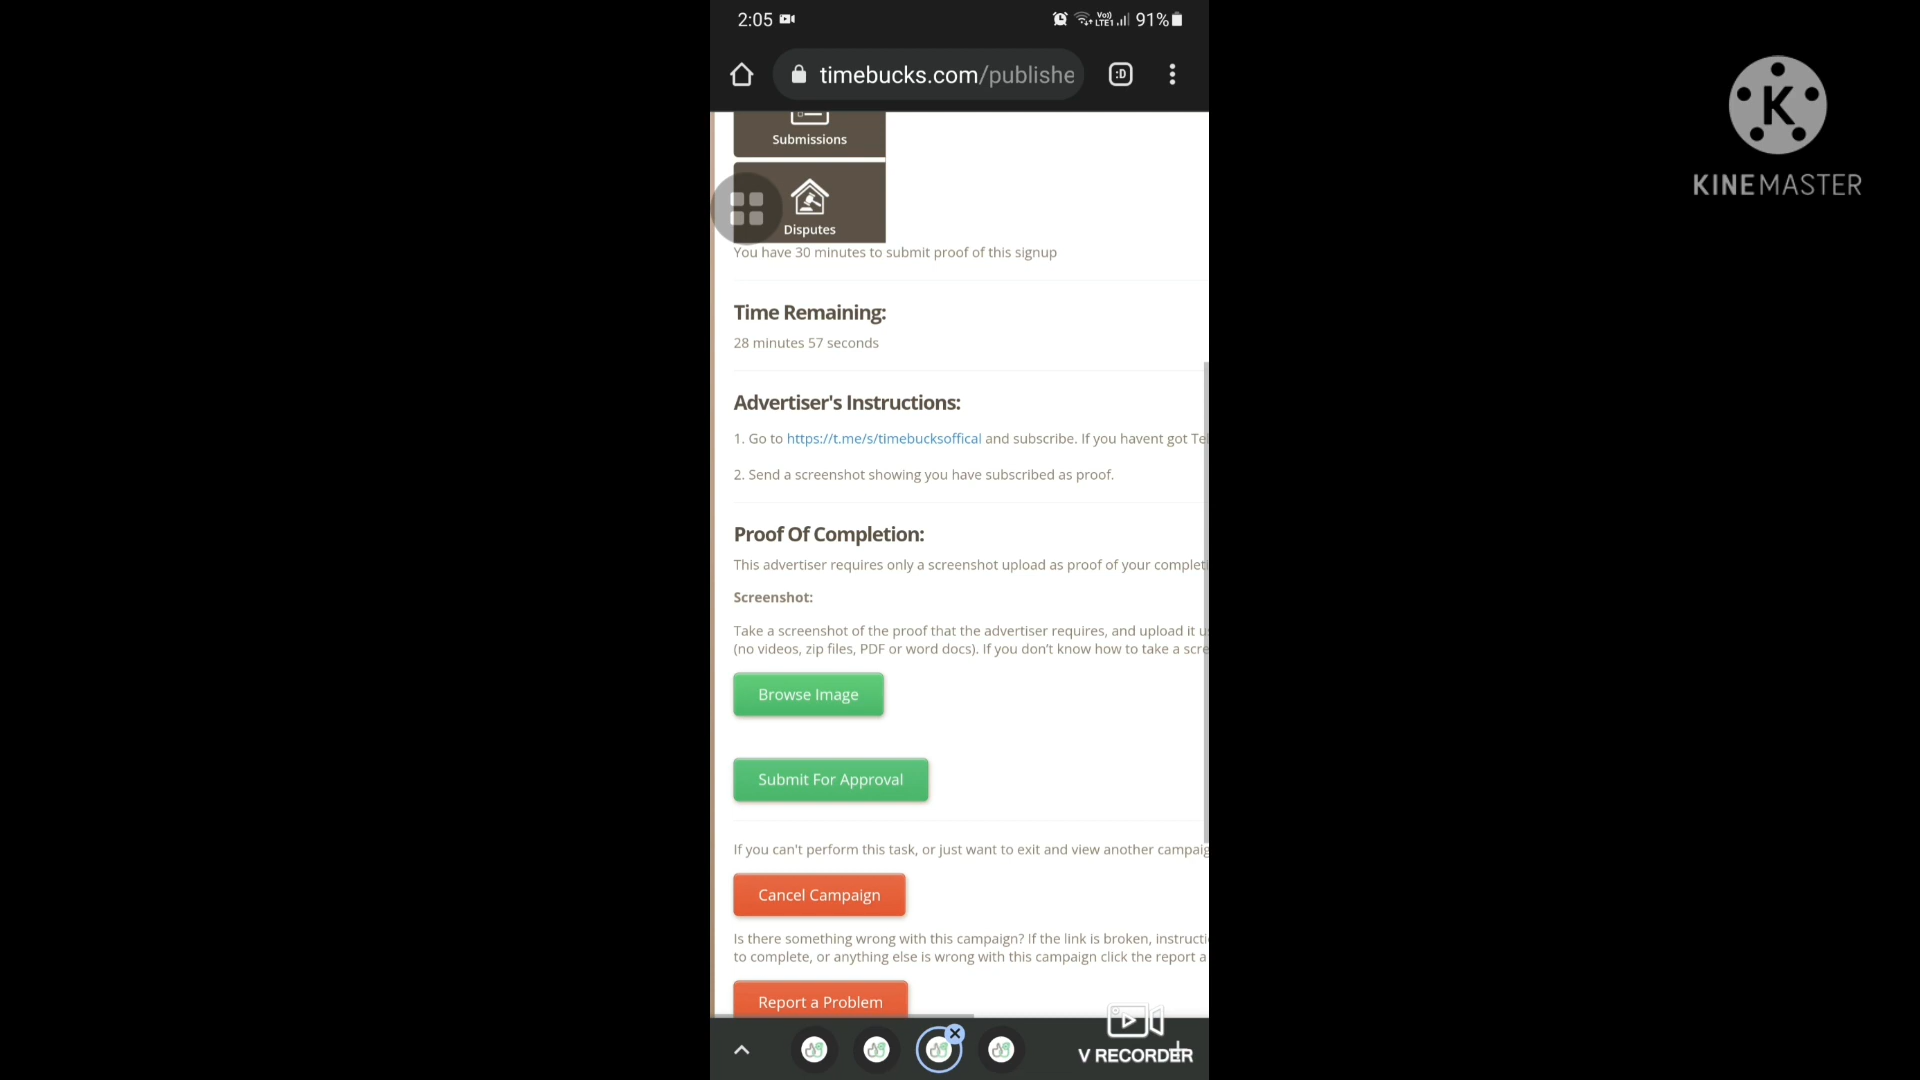 2:05
Vo))
LTE1
91%
timebucks.com/publishe
:D
K
KINEMASTER
Submissions
Disputes
You have 30 minutes to submit proof of this signup
Time Remaining:
28 minutes 57 seconds
Advertiser's Instructions:
1. Go to https://t.me/s/timebucksoffical and subscribe. If you havent got Te
2. Send a screenshot showing you have subscribed as proof.
Proof Of Completion:
This advertiser requires only a screenshot upload as proof of your complet
Screenshot:
Take a screenshot of the proof that the advertiser requires, and upload it u
(no videos, zip files, PDF or word docs). If you don't know how to take a scre
Browse Image
Submit For Approval
If you can't perform this task, or just want to exit and view another campaig
Cancel Campaign
Is there something wrong with this campaign? If the link is broken, instructi
to complete, or anything else is wrong with this campaign click the report a
Report a Problem
V RECORDER